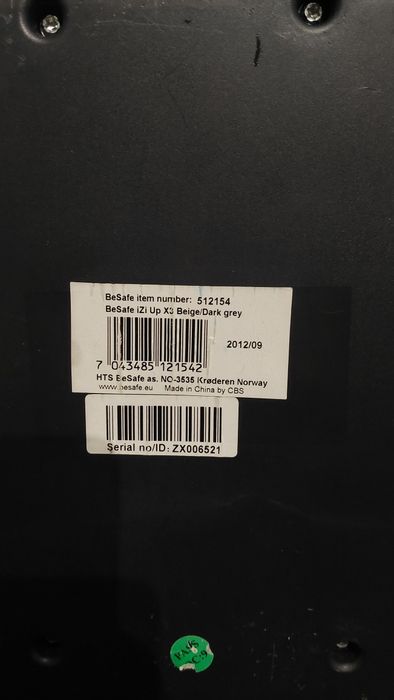 BeSafe item number: 512154
BeSafe iZi Up X3 Beige/Dark grey
2012/09
7 043485 121542
HTS BeSafe as. NO-3535 Krøderen Norway
www.besafe.eu Made in China by CBS
Serial no/ID: ZX006521